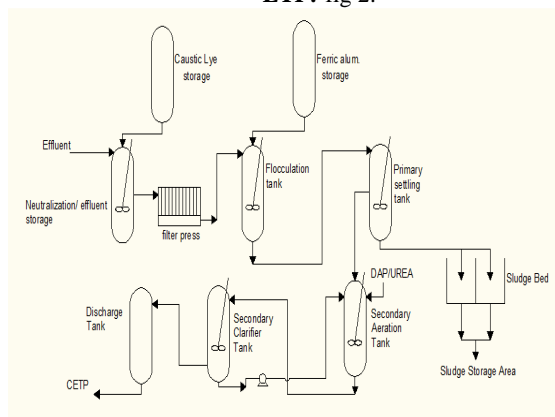 ETP. fig 2.
Caustic Lye
storage
Ferric alum.
storage
Effluent
Neutralization/ effluent
storage
filter press
Flocculation
tank
Primary
settling
tank
DAP/UREA
Sludge Bed
Discharge
Tank
Secondary
Clarifier
Tank
Secondary
Aeration
Tank
Sludge Storage Area
CETP